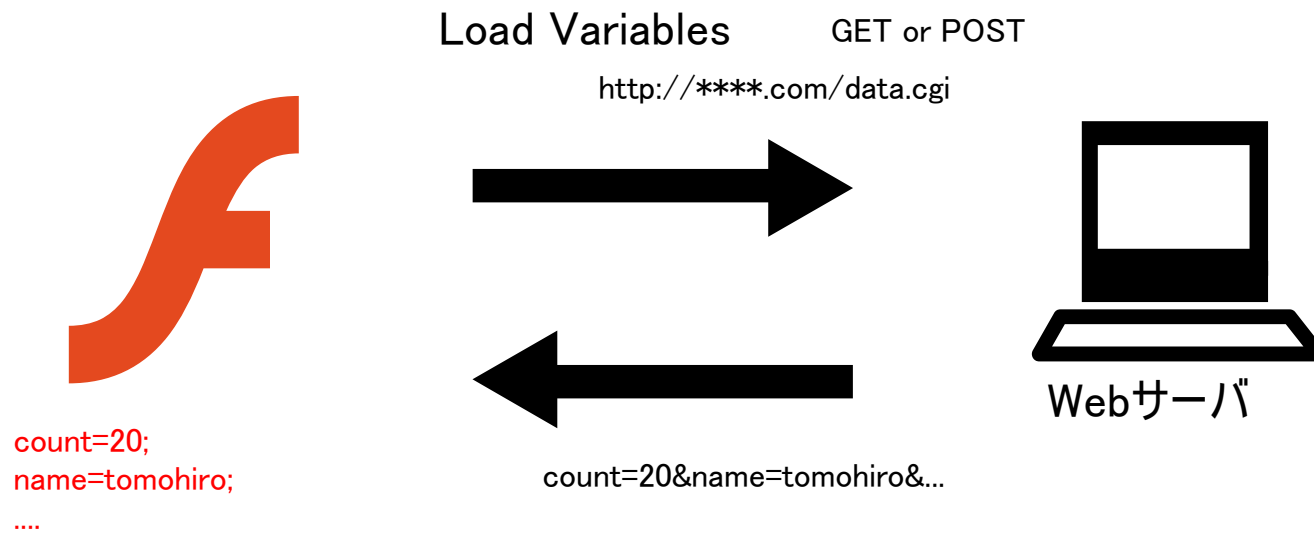 Load Variables GET or POST
http://****.com/data.cgi
Webサーバ
count=20;
name=tomohiro;
....
count=20&name=tomohiro&...